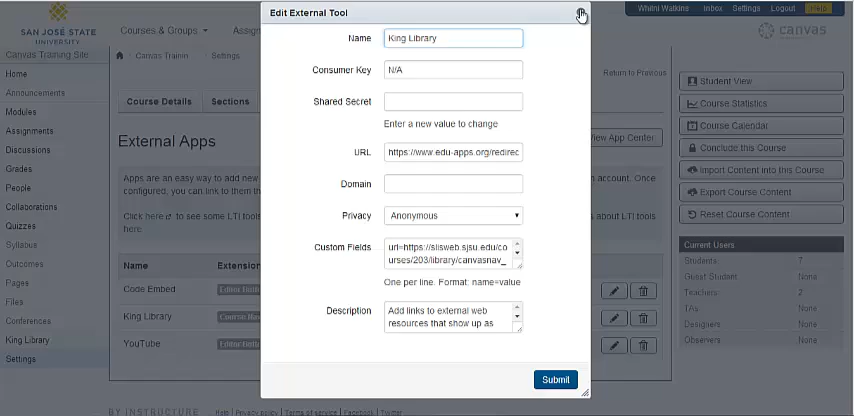 Edit External Tool
Whitni Watkins Inbox Settings Logout Help
SAN JOSÉ STATE
UNIVERSITY
Courses & Groups
Assign
canvas
Canvas Training Site
Canvas Trainin
Settings
Return to Previous
Home
Announcements
Modules
Assignments
Discussions
Grades
People
Collaborations
Quizzes
Syllabus
Outcomes
Pages
Files
Conferences
King Library
Settings
Course Details
Sections
External Apps
View App Center
Apps are an easy way to add new
an account. Once
configured, you can link to them th
Click here
to see some LTI tools
s about LTI tools
here
Name
Extension
Code Embed
King Library
YouTube
Name
King Library
Consumer Key
N/A
Shared Secret
Enter a new value to change
URL
https://www.edu-apps.org/redirec
Domain
Privacy
Anonymous
Custom Fields
url=https://slisweb.sjsu.edu/co
urses/203/library/canvasnav_
One per line. Format: name=value
Description
Add links to external web
resources that show up as
Submit
Student View
Course Statistics
Course Calendar
Conclude this Course
Import Content into this Course
Export Course Content
Reset Course Content
Current Users
Students 7
Guest Student None
Teachers 2
TAs None
Designers None
Observers None
BY INSTRUCTURE Help | Privacy policy | Terms of service | Facebook | Twitter